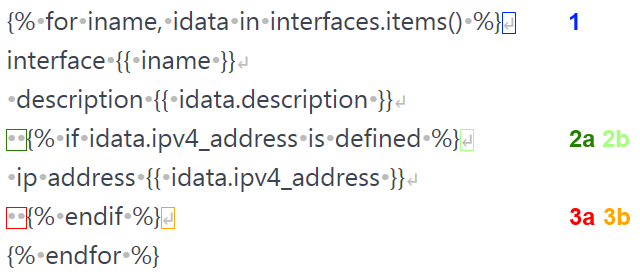 {% for iname, idata in interfaces.items() %}↵ 1
interface {{ iname }}↵
 description {{ idata.description }}↵
  {% if idata.ipv4_address is defined %}↵ 2a 2b
 ip address {{ idata.ipv4_address }}↵
  {% endif %}↵ 3a 3b
{% endfor %}